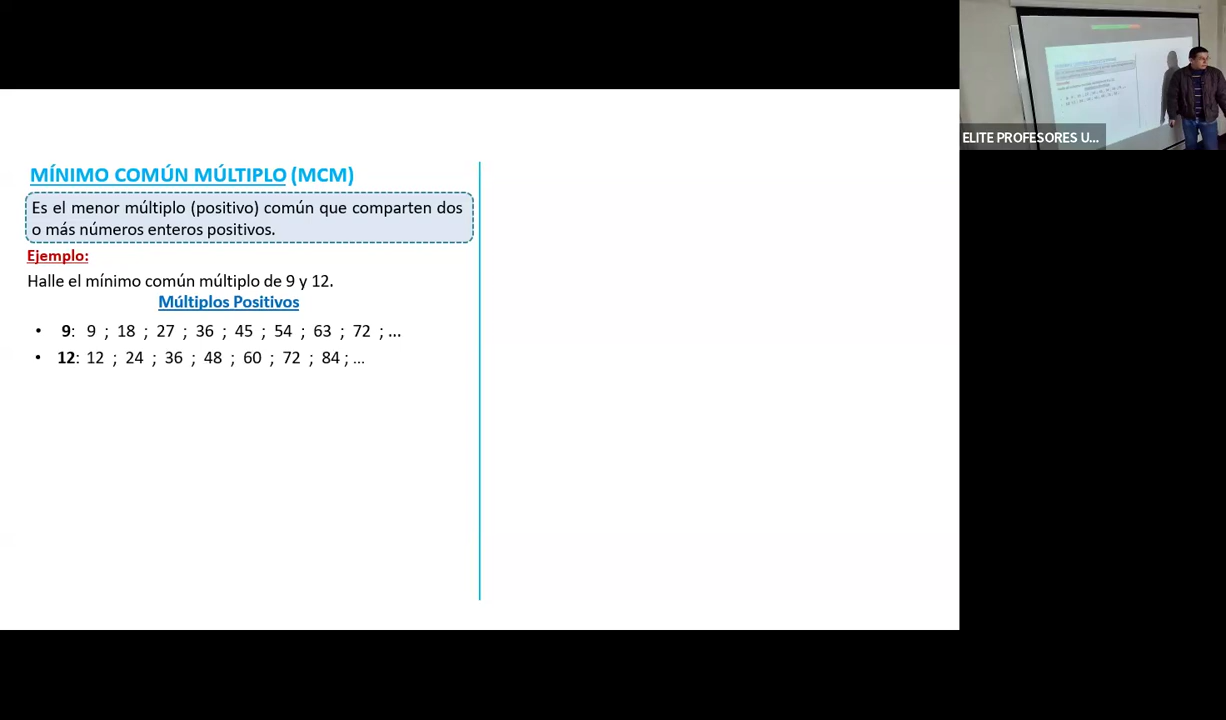 MÍNIMO COMÚN MÚLTIPLO (MCM)
Es el menor múltiplo (positivo) común que comparten dos
o más números enteros positivos.
Ejemplo:
Halle el mínimo común múltiplo de 9 y 12.
Múltiplos Positivos
• 9: 9 ; 18 ; 27 ; 36 ; 45 ; 54 ; 63 ; 72 ; ...
• 12: 12 ; 24 ; 36 ; 48 ; 60 ; 72 ; 84 ; ...
ELITE PROFESORES U...